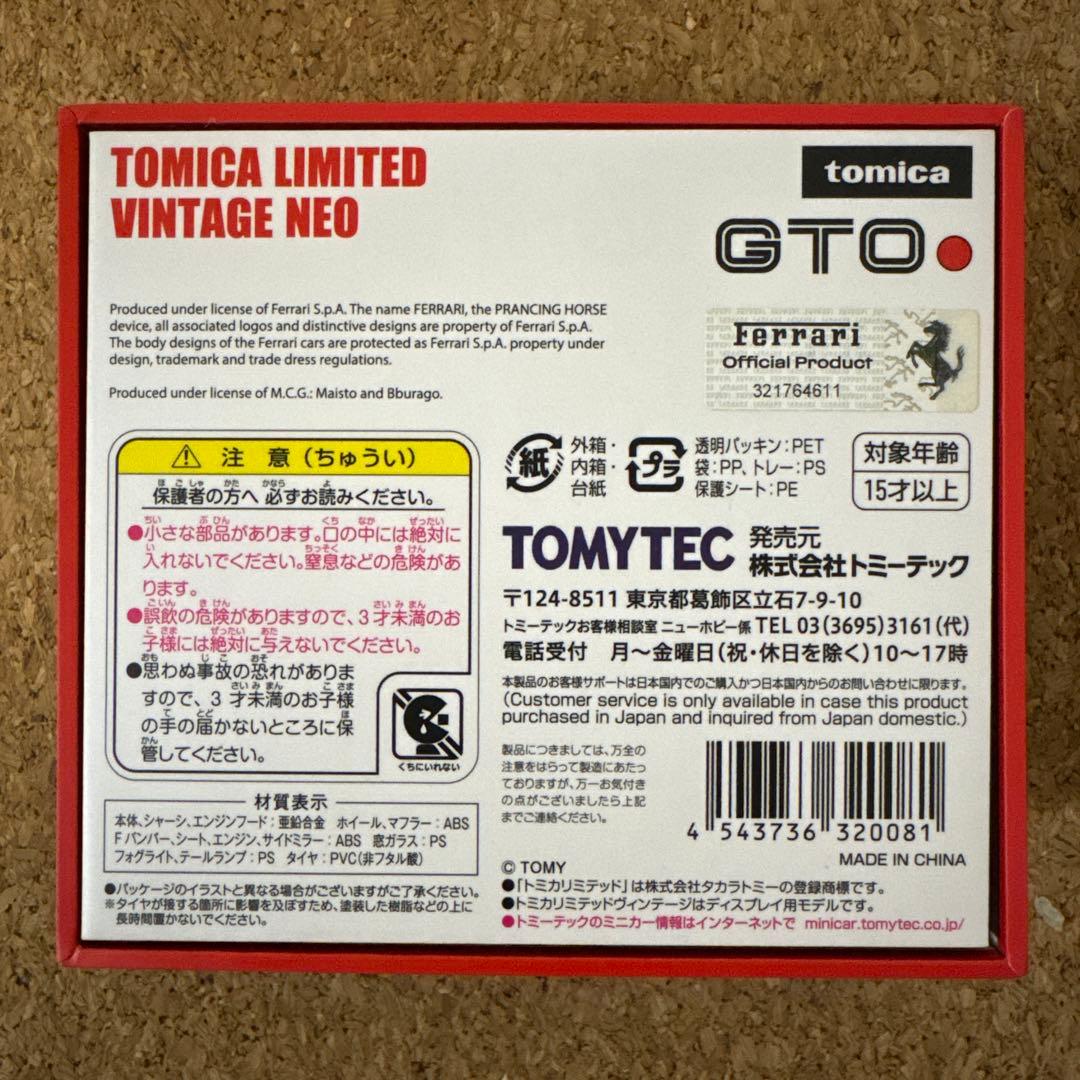 TOMICA LIMITED
VINTAGE NEO
tomica
GTO
Produced under license of Ferrari S.p.A. The name FERRARI, the PRANCING HORSE
device, all associated logos and distinctive designs are property of Ferrari S.p.A.
The body designs of the Ferrari cars are protected as Ferrari S.p.A. property under
design, trademark and trade dress regulations.
Produced under license of M.C.G.: Maisto and Bburago.
Ferrari
Official Product
321764611
注 意 (ちゅうい)
保護者の方へ 必ずお読みください。
●小さな部品があります。口の中には絶対に
入れないでください。窒息などの危険があ
ります。
●誤飲の危険がありますので、3才未満のお
子様には絶対に与えないでください。
●思わぬ事故の恐れがありま
すので、3才未満のお子様
の手の届かないところに保
管してください。
くちにいれない
紙
外箱・
内箱・
台紙
プラ
透明パッキン:PET
袋:PP、トレー:PS
保護シート:PE
対象年齢
15才以上
TOMYTEC
発売元
株式会社トミーテック
〒124-8511 東京都葛飾区立石7-9-10
トミーテックお客様相談室 ニューホビー係 TEL 03(3695)3161(代)
電話受付 月〜金曜日(祝・休日を除く)10〜17時
本製品のお客様サポートは日本国内でのご購入かつ日本国内からのお問い合わせに限ります。
(Customer service is only available in case this product
purchased in Japan and inquired from Japan domestic.)
製品につきましては、万全の
注意をはらって製造にあたっ
ておりますが、万一お気付き
の点がございましたら上記
までご連絡ください。
4 543736 320081
MADE IN CHINA
材質表示
本体、シャーシ、エンジンフード:亜鉛合金 ホイール、マフラー:ABS
Fバンパー、シート、エンジン、サイドミラー:ABS 窓ガラス:PS
フォグライト、テールランプ:PS タイヤ:PVC(非フタル酸)
●パッケージのイラストと異なる場合がございますがご了承ください。
※タイヤが接する箇所に影響を及ぼすため、塗装した樹脂などの上に
長時間置かないでください。
© TOMY
●「トミカリミテッド」は株式会社タカラトミーの登録商標です。
●トミカリミテッドヴィンテージはディスプレイ用モデルです。
●トミーテックのミニカー情報はインターネットで minicar.tomytec.co.jp/